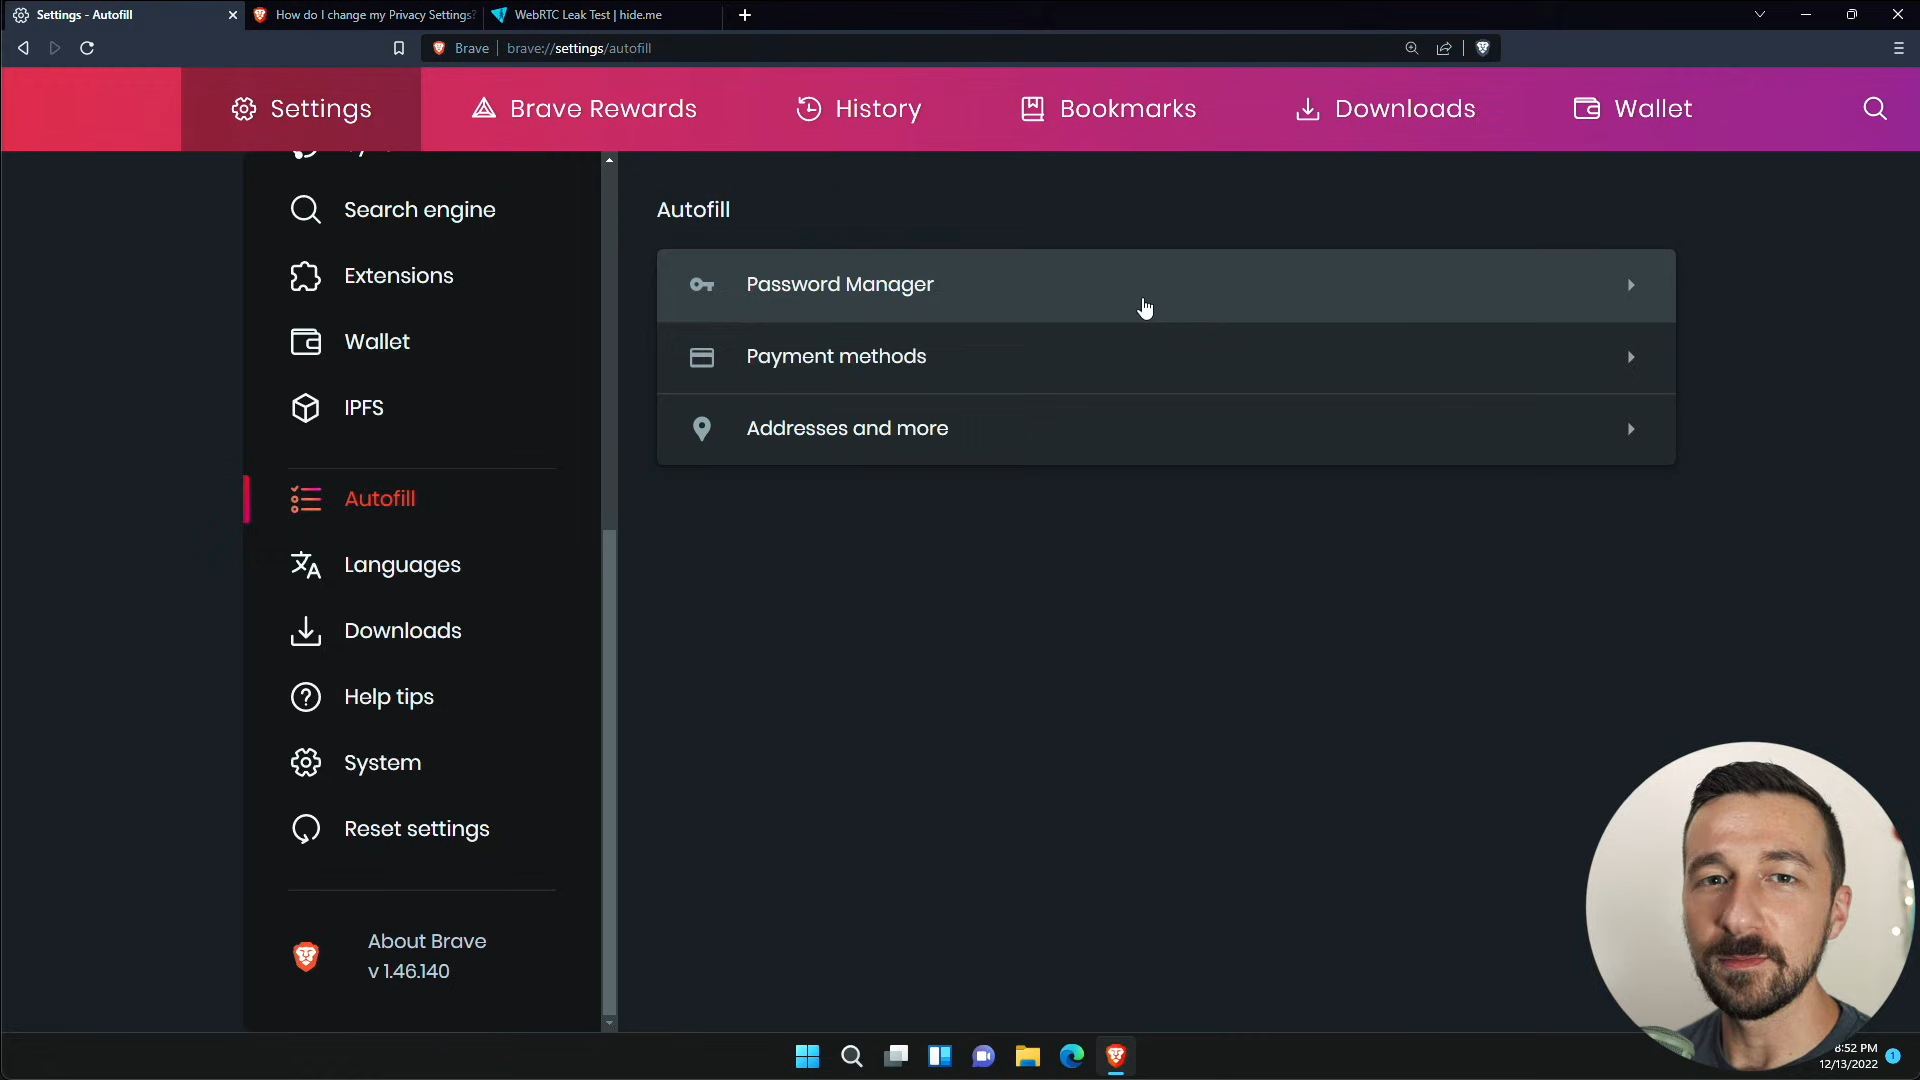 Settings - Autofill
How do I change my Privacy Settings?
WebRTC Leak Test | hide.me
Brave
brave://settings/autofill
Settings
Brave Rewards
History
Bookmarks
Downloads
Wallet
Search engine
Extensions
Wallet
IPFS
Autofill
Languages
Downloads
Help tips
System
Reset settings
About Brave
v 1.46.140
Autofill
Password Manager
Payment methods
Addresses and more
8:52 PM
12/13/2022
1